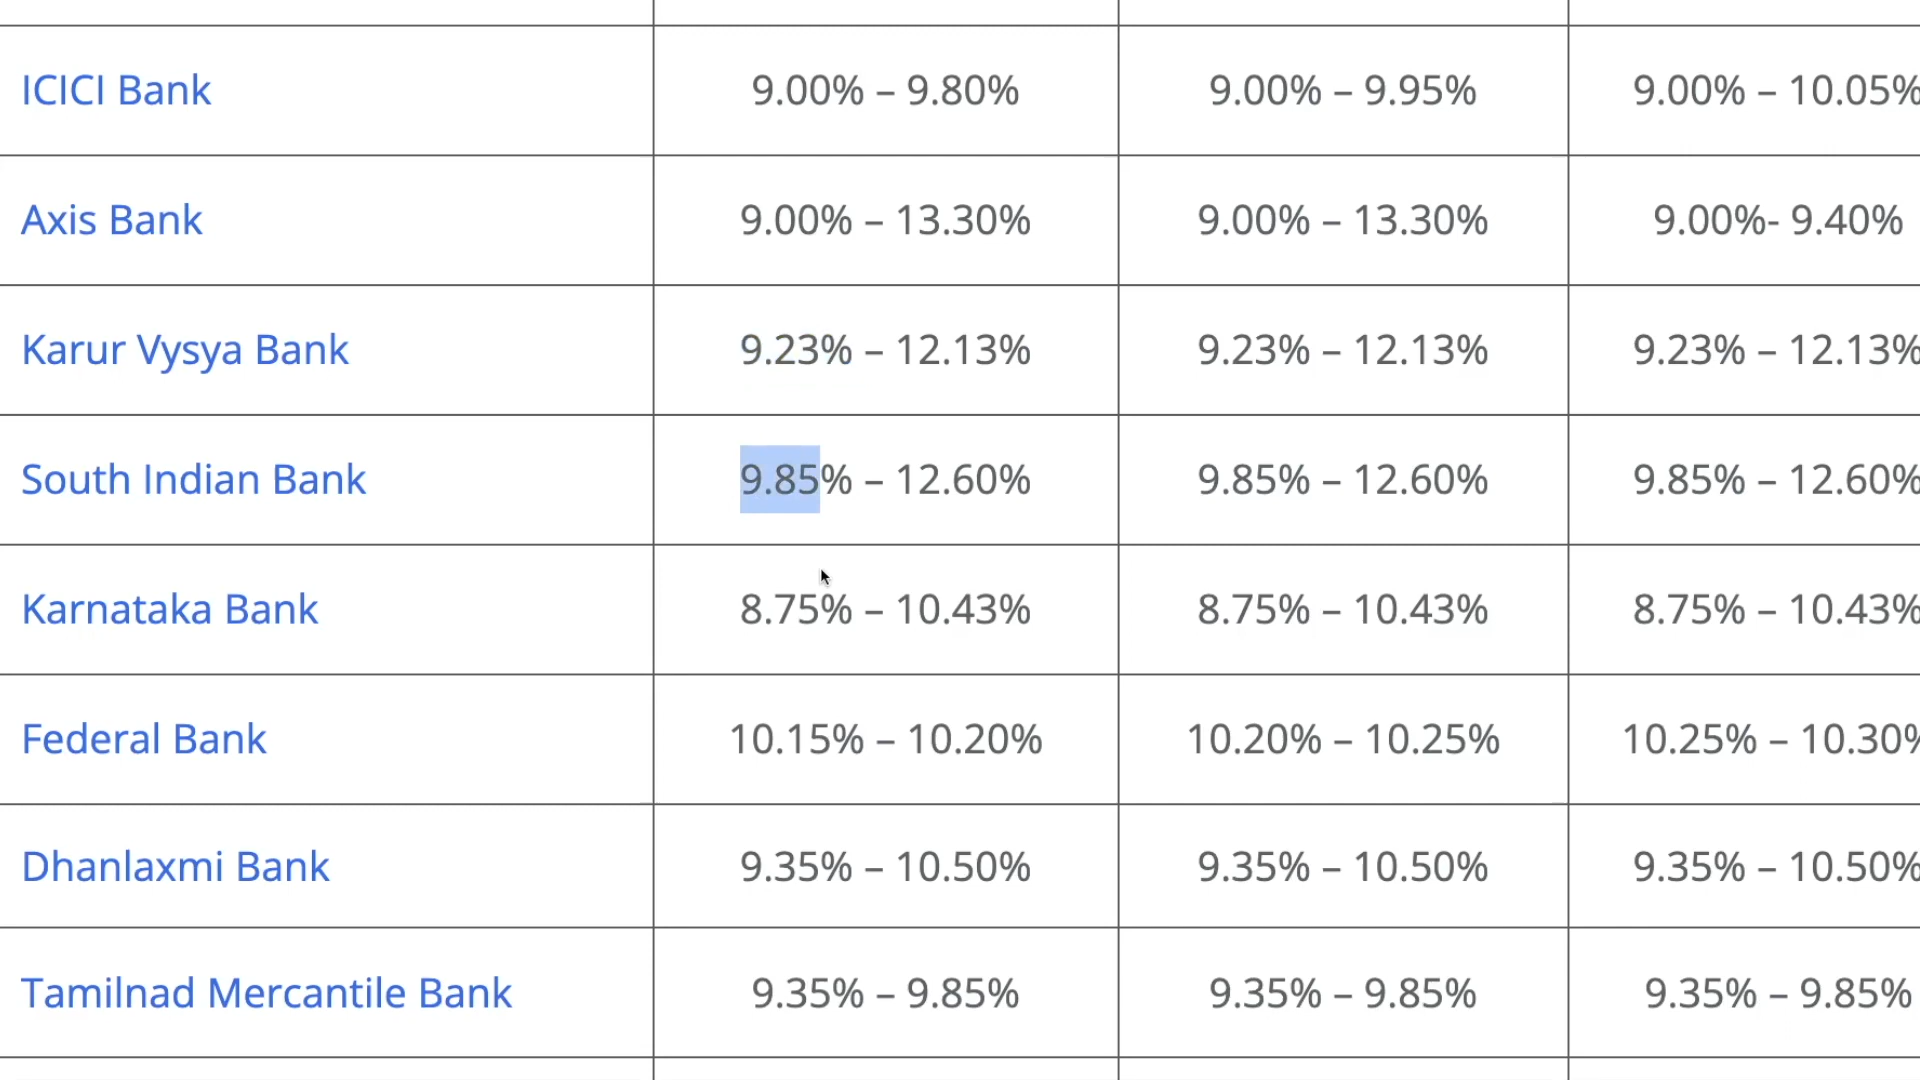 ICICI Bank 9.00% – 9.80% 9.00% – 9.95% 9.00% – 10.05%
Axis Bank 9.00% – 13.30% 9.00% – 13.30% 9.00%- 9.40%
Karur Vysya Bank 9.23% – 12.13% 9.23% – 12.13% 9.23% – 12.13%
South Indian Bank 9.85% – 12.60% 9.85% – 12.60% 9.85% – 12.60%
Karnataka Bank 8.75% – 10.43% 8.75% – 10.43% 8.75% – 10.43%
Federal Bank 10.15% – 10.20% 10.20% – 10.25% 10.25% – 10.30%
Dhanlaxmi Bank 9.35% – 10.50% 9.35% – 10.50% 9.35% – 10.50%
Tamilnad Mercantile Bank 9.35% – 9.85% 9.35% – 9.85% 9.35% – 9.85%